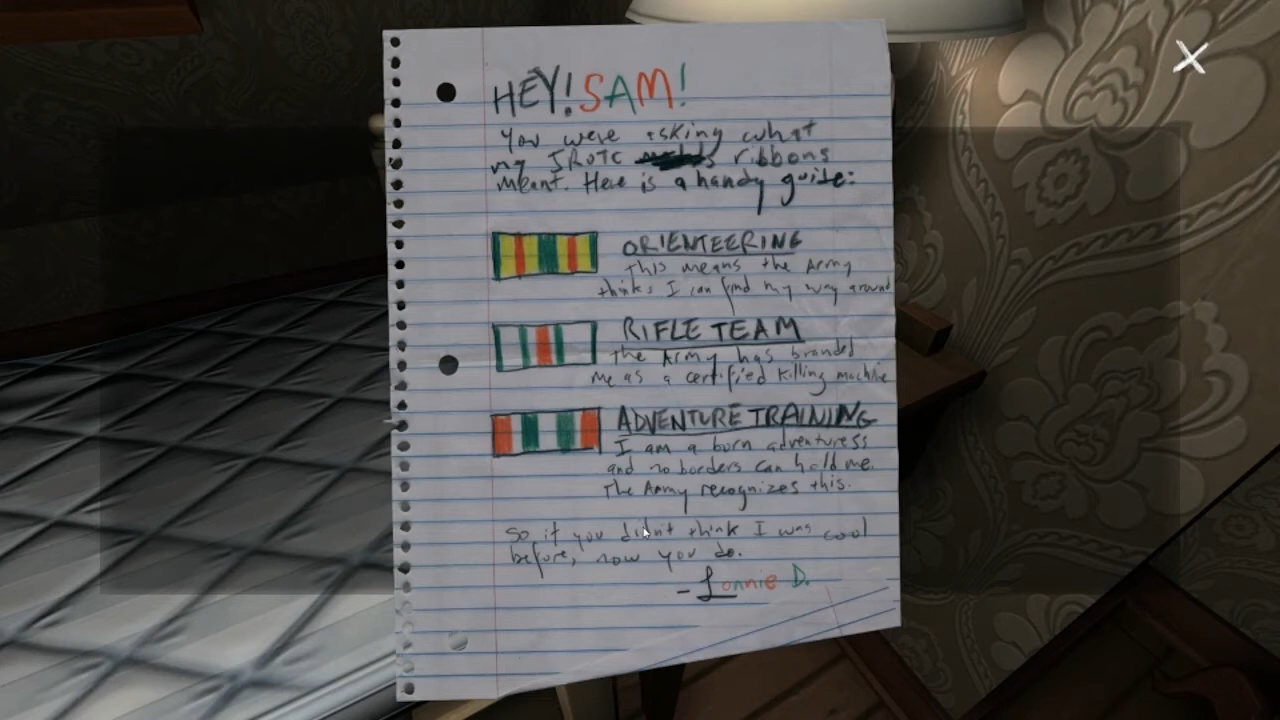 HEY! SAM!
You were asking what
my JROTC ribbons
meant. Here is a handy guide:
ORIENTEERING
This means the Army
thinks I can find my way around
RIFLE TEAM
The Army has branded
me as a certified killing machine
ADVENTURE TRAINING
I am a born adventuress
and no borders can hold me.
The Army recognizes this.
So if you didn't think I was cool
before, now you do.
- Lonnie D.